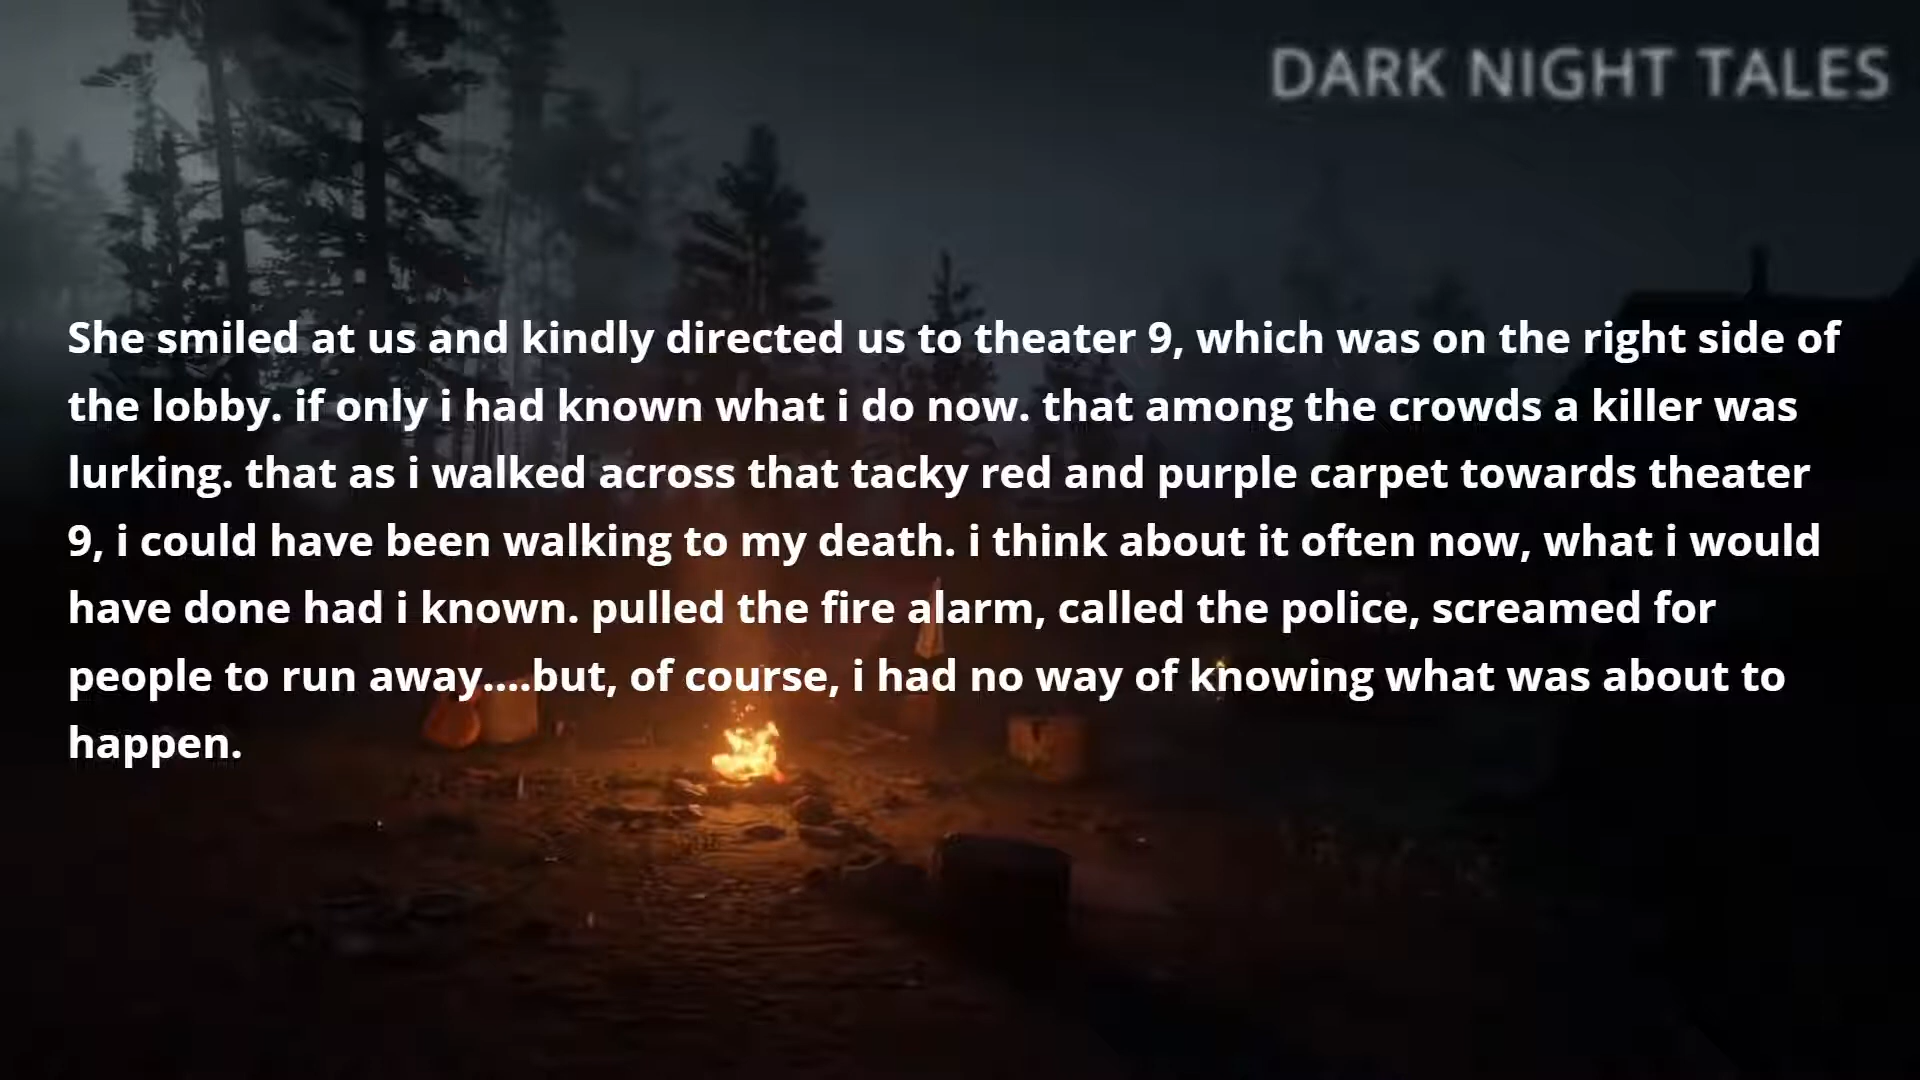 DARK NIGHT TALES
She smiled at us and kindly directed us to theater 9, which was on the right side of
the lobby. if only i had known what i do now. that among the crowds a killer was
lurking. that as i walked across that tacky red and purple carpet towards theater
9, i could have been walking to my death. i think about it often now, what i would
have done had i known. pulled the fire alarm, called the police, screamed for
people to run away....but, of course, i had no way of knowing what was about to
happen.